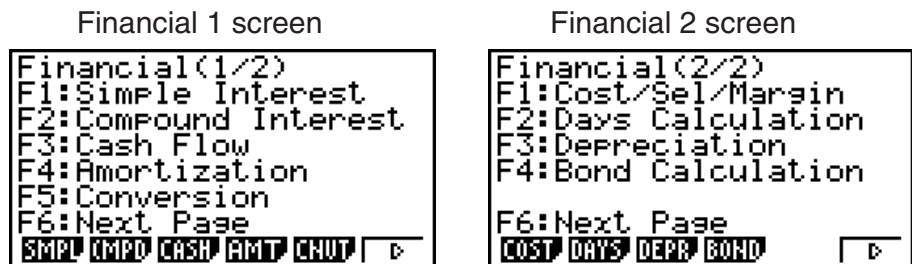 Financial 1 screen
Financial(1/2)
F1:Simple Interest
F2:Compound Interest
F3:Cash Flow
F4:Amortization
F5:Conversion
F6:Next Page
SMPL CMPD CASH AMT CNVT ▷
Financial 2 screen
Financial(2/2)
F1:Cost/Sel/Margin
F2:Days Calculation
F3:Depreciation
F4:Bond Calculation
F6:Next Page
COST DAYS DEPR BOND ▷